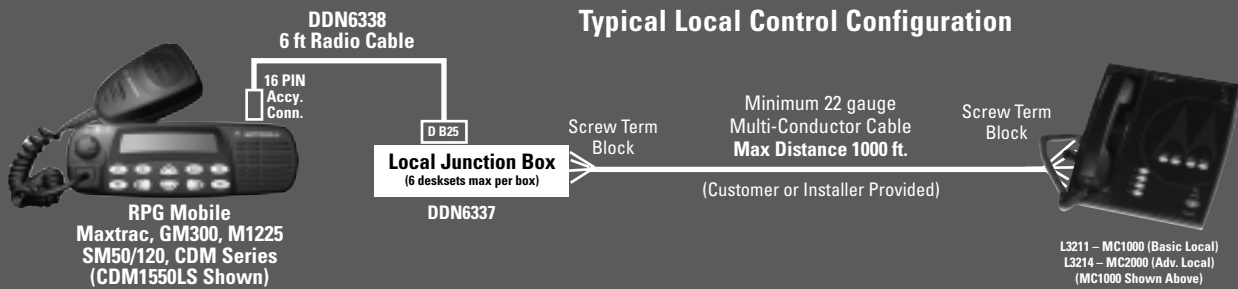 Typical Local Control Configuration
DDN6338
6 ft Radio Cable
16 PIN
Accy.
Conn.
D B25
Local Junction Box
(6 desksets max per box)
DDN6337
Screw Term
Block
Minimum 22 gauge
Multi-Conductor Cable
Max Distance 1000 ft.
(Customer or Installer Provided)
Screw Term
Block
RPG Mobile
Maxtrac, GM300, M1225
SM50/120, CDM Series
(CDM1550LS Shown)
L3211 – MC1000 (Basic Local)
L3214 – MC2000 (Adv. Local)
(MC1000 Shown Above)